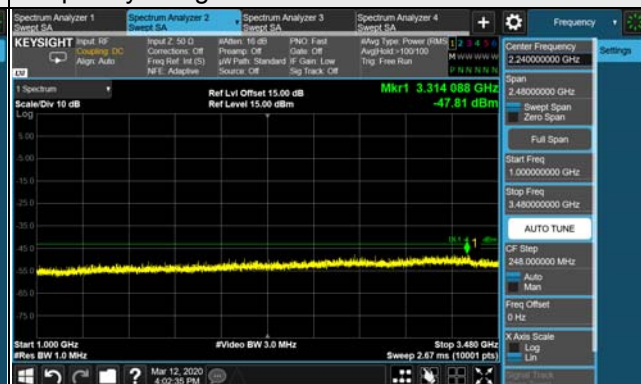 Spectrum Analyzer 1
Swept SA
Spectrum Analyzer 2
Swept SA
Spectrum Analyzer 3
Swept SA
Spectrum Analyzer 4
Swept SA
+
Frequency
KEYSIGHT
Input: RF
Coupling: DC
Align: Auto
Input Z: 50 Ω
Corrections: Off
Freq Ref: Int (S)
NFE: Adaptive
#Atten: 16 dB
Preamp: Off
µW Path: Standard
Source: Off
PNO: Fast
Gate: Off
IF Gain: Low
Sig Track: Off
#Avg Type: Power (RMS)
#Avg|Hold: >100/100
Trig: Free Run
1 2 3 4 5 6
M W W W W W
P N N N N N
1 Spectrum
Scale/Div 10 dB
Log
Ref Lvl Offset 15.00 dB
Ref Level 15.00 dBm
Mkr1 3.314 088 GHz
-47.81 dBm
5.00
-5.00
-15.0
-25.0
-35.0
-45.0
-55.0
-65.0
-75.0
1
Start 1.000 GHz
#Res BW 1.0 MHz
#Video BW 3.0 MHz
Stop 3.480 GHz
Sweep 2.67 ms (10001 pts)
Mar 12, 2020
4:02:35 PM
Center Frequency
2.240000000 GHz
Settings
Span
2.48000000 GHz
Swept Span
Zero Span
Full Span
Start Freq
1.000000000 GHz
Stop Freq
3.480000000 GHz
AUTO TUNE
CF Step
248.000000 MHz
Auto
Man
Freq Offset
0 Hz
X Axis Scale
Log
Lin
Signal Track